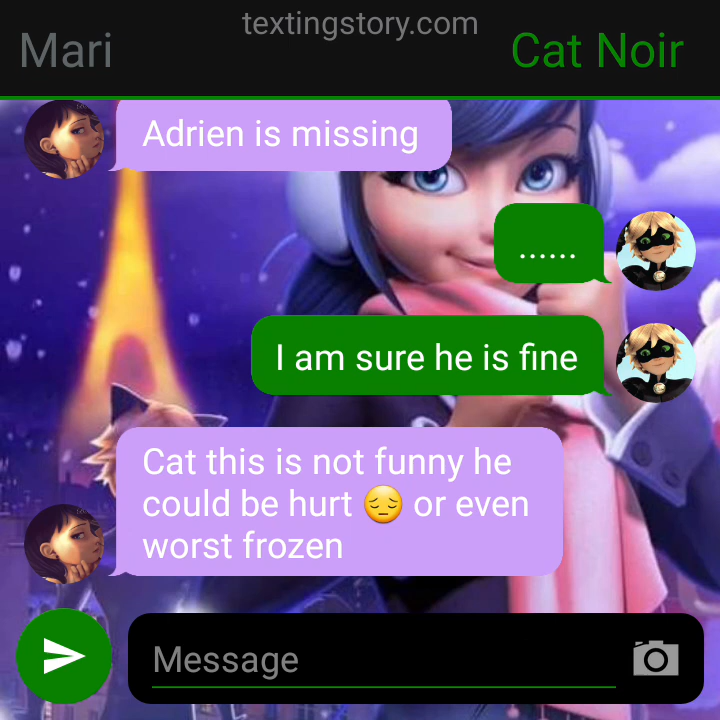 textingstory.com
Mari
Cat Noir
Adrien is missing
......
I am sure he is fine
Cat this is not funny he
could be hurt 😔 or even
worst frozen
Message